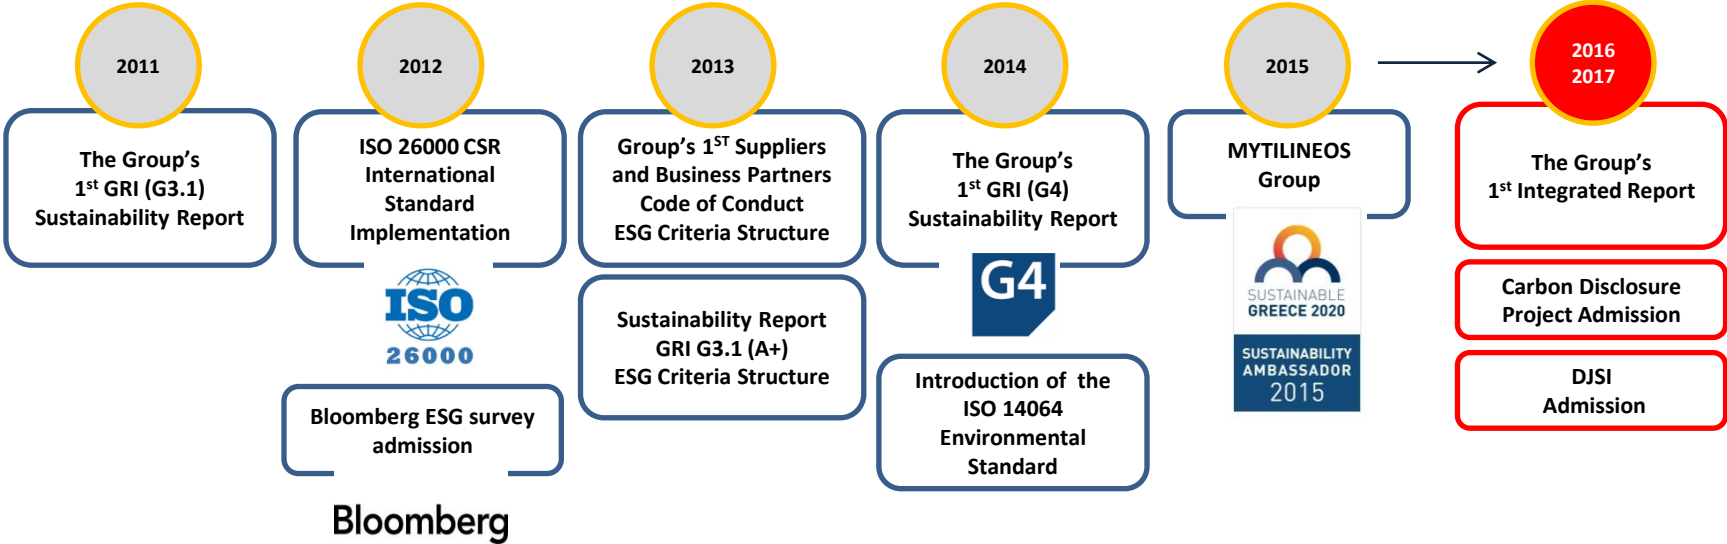 2011
The Group's
1st GRI (G3.1)
Sustainability Report
2012
ISO 26000 CSR
International
Standard
Implementation
ISO
26000
Bloomberg ESG survey
admission
Bloomberg
2013
Group's 1ST Suppliers
and Business Partners
Code of Conduct
ESG Criteria Structure
Sustainability Report
GRI G3.1 (A+)
ESG Criteria Structure
2014
The Group's
1st GRI (G4)
Sustainability Report
G4
Introduction of the
ISO 14064
Environmental
Standard
2015
MYTILINEOS
Group
SUSTAINABLE
GREECE 2020
SUSTAINABILITY
AMBASSADOR
2015
2016
2017
The Group's
1st Integrated Report
Carbon Disclosure
Project Admission
DJSI
Admission